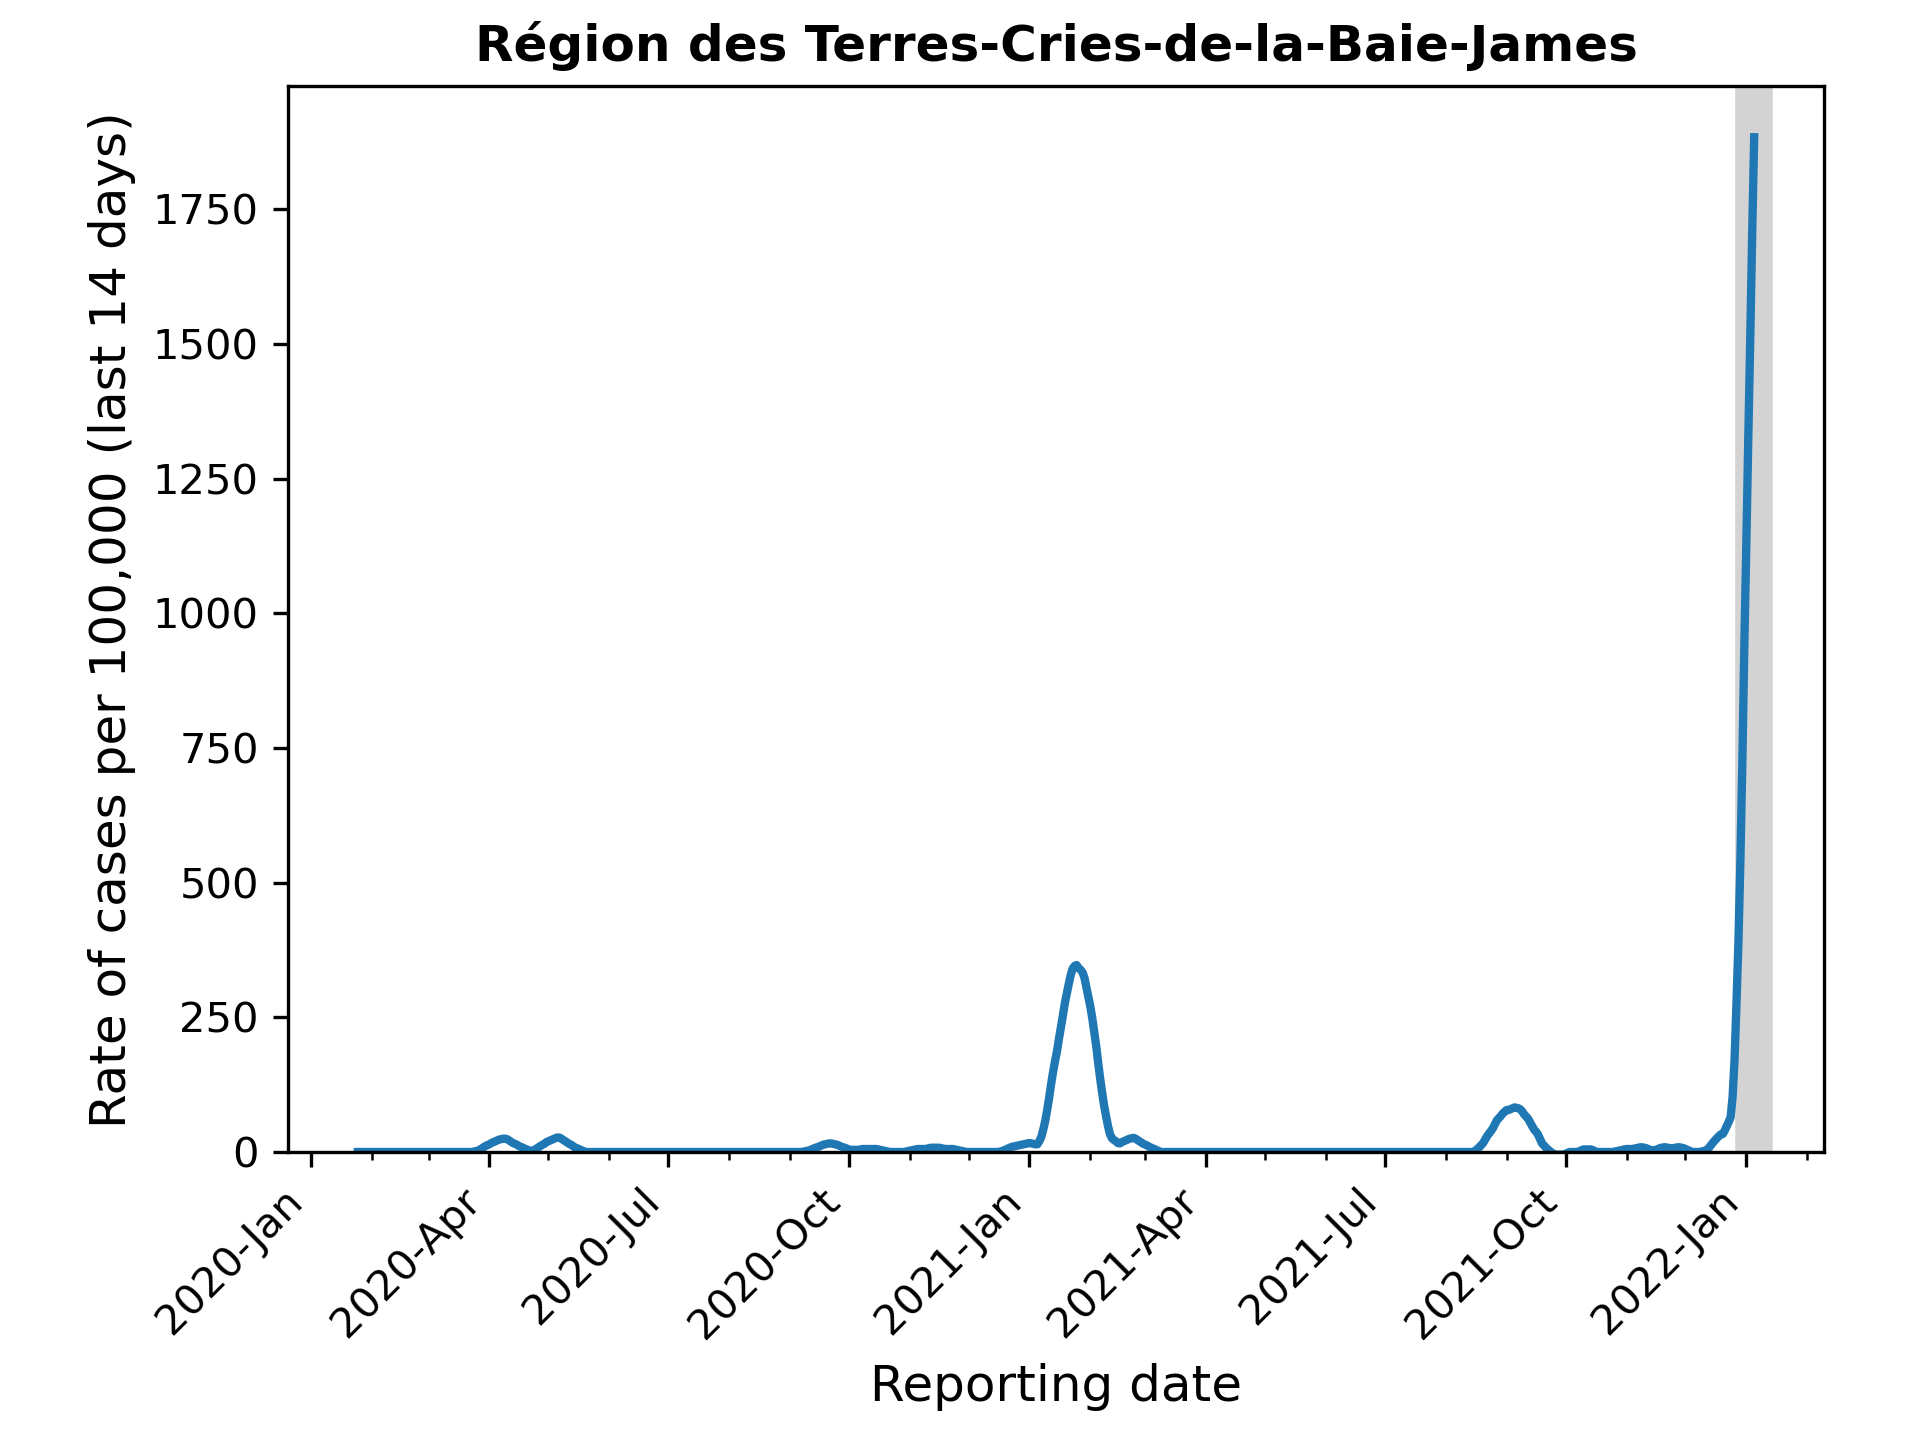 Région des Terres-Cries-de-la-Baie-James
Rate of cases per 100,000 (last 14 days)
1750
1500
1250
1000
750
500
250
0
2020-Jan
2020-Apr
2020-Jul
2020-Oct
2021-Jan
2021-Apr
2021-Jul
2021-Oct
2022-Jan
Reporting date